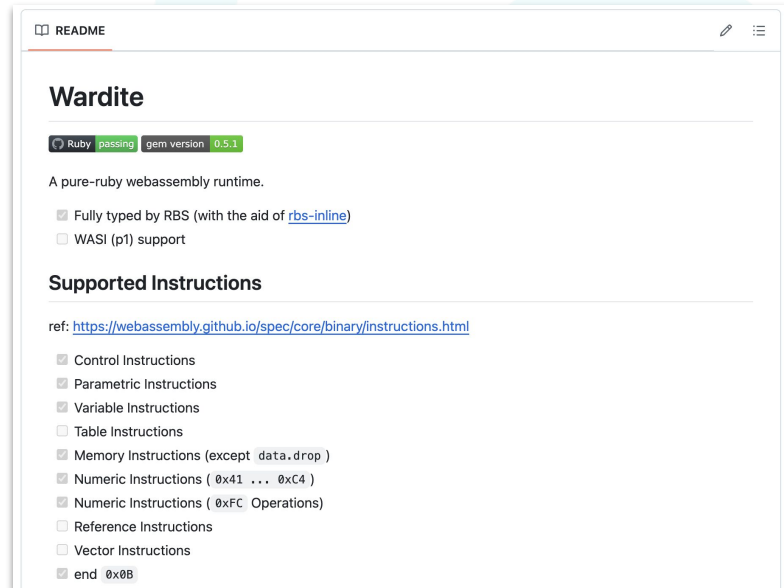 README
Wardite
Ruby passing gem version 0.5.1
A pure-ruby webassembly runtime.
Fully typed by RBS (with the aid of rbs-inline)
WASI (p1) support
Supported Instructions
ref: https://webassembly.github.io/spec/core/binary/instructions.html
Control Instructions
Parametric Instructions
Variable Instructions
Table Instructions
Memory Instructions (except data.drop )
Numeric Instructions ( 0x41 ... 0xC4 )
Numeric Instructions ( 0xFC Operations)
Reference Instructions
Vector Instructions
end 0x0B